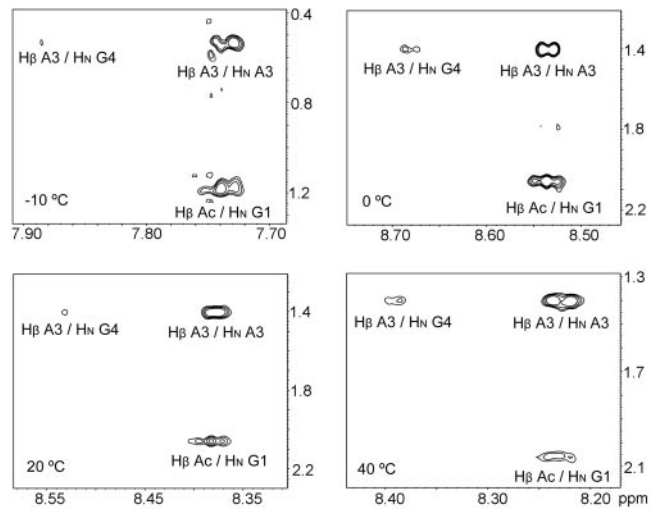 0.4
Hβ A3 / HN G4
Hβ A3 / HN A3
0.8
1.2
-10 ºC
Hβ Ac / HN G1
7.90 7.80 7.70
1.4
Hβ A3 / HN G4
Hβ A3 / HN A3
1.8
0 ºC
Hβ Ac / HN G1
2.2
8.70 8.60 8.50
1.4
Hβ A3 / HN G4
Hβ A3 / HN A3
1.8
20 ºC
Hβ Ac / HN G1
2.2
8.55 8.45 8.35
1.3
Hβ A3 / HN G4
Hβ A3 / HN A3
1.7
40 ºC
Hβ Ac / HN G1
2.1
8.40 8.30 8.20 ppm